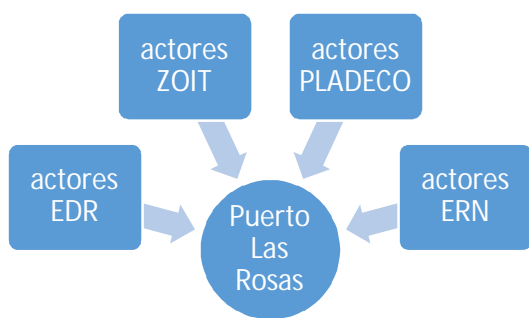 actores
ZOIT
actores
PLADECO
actores
EDR
actores
ERN
Puerto
Las
Rosas